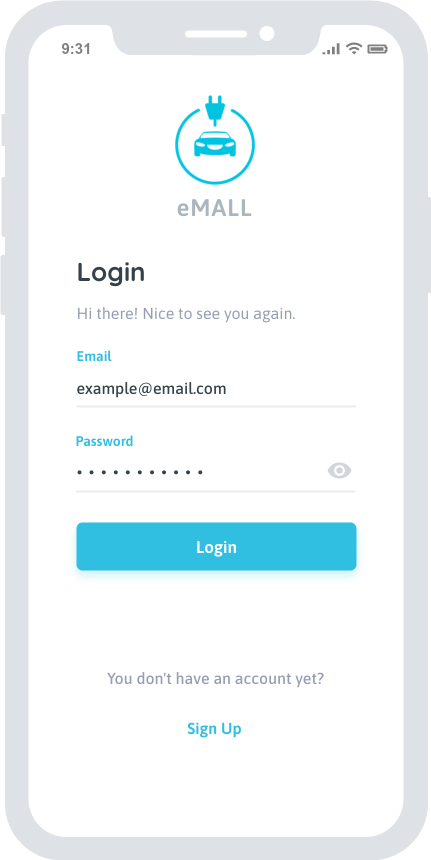 9:31
eMALL
Login
Hi there! Nice to see you again.
Email
example@email.com
Password
• • • • • • • • • • •
Login
You don't have an account yet?
Sign Up